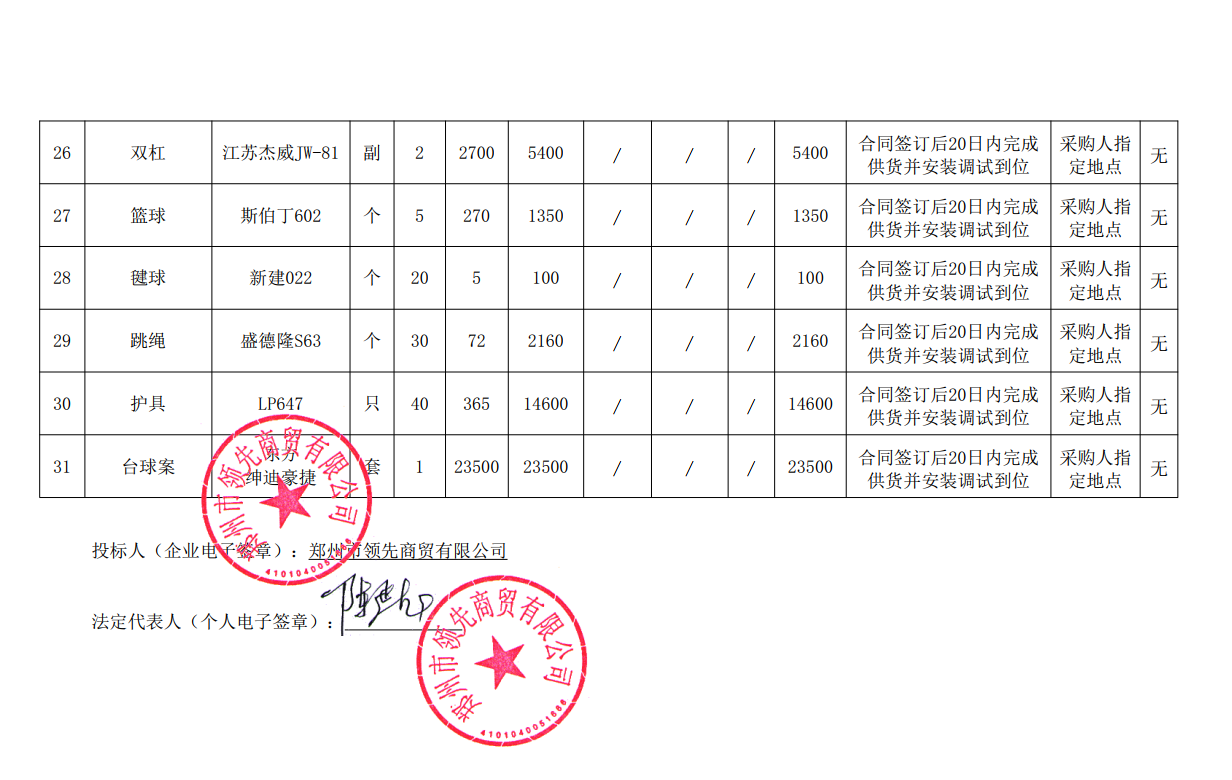 26 双杠 江苏杰威JW-81 副 2 2700 5400 / / / 5400 合同签订后20日内完成供货并安装调试到位 采购人指定地点 无
27 篮球 斯伯丁602 个 5 270 1350 / / / 1350 合同签订后20日内完成供货并安装调试到位 采购人指定地点 无
28 毽球 新建022 个 20 5 100 / / / 100 合同签订后20日内完成供货并安装调试到位 采购人指定地点 无
29 跳绳 盛德隆S63 个 30 72 2160 / / / 2160 合同签订后20日内完成供货并安装调试到位 采购人指定地点 无
30 护具 LP647 只 40 365 14600 / / / 14600 合同签订后20日内完成供货并安装调试到位 采购人指定地点 无
31 台球案 东方绅迪豪捷 套 1 23500 23500 / / / 23500 合同签订后20日内完成供货并安装调试到位 采购人指定地点 无
投标人（企业电子签章）：郑州市领先商贸有限公司
郑州市领先商贸有限公司
法定代表人（个人电子签章）：
郑州市领先商贸有限公司